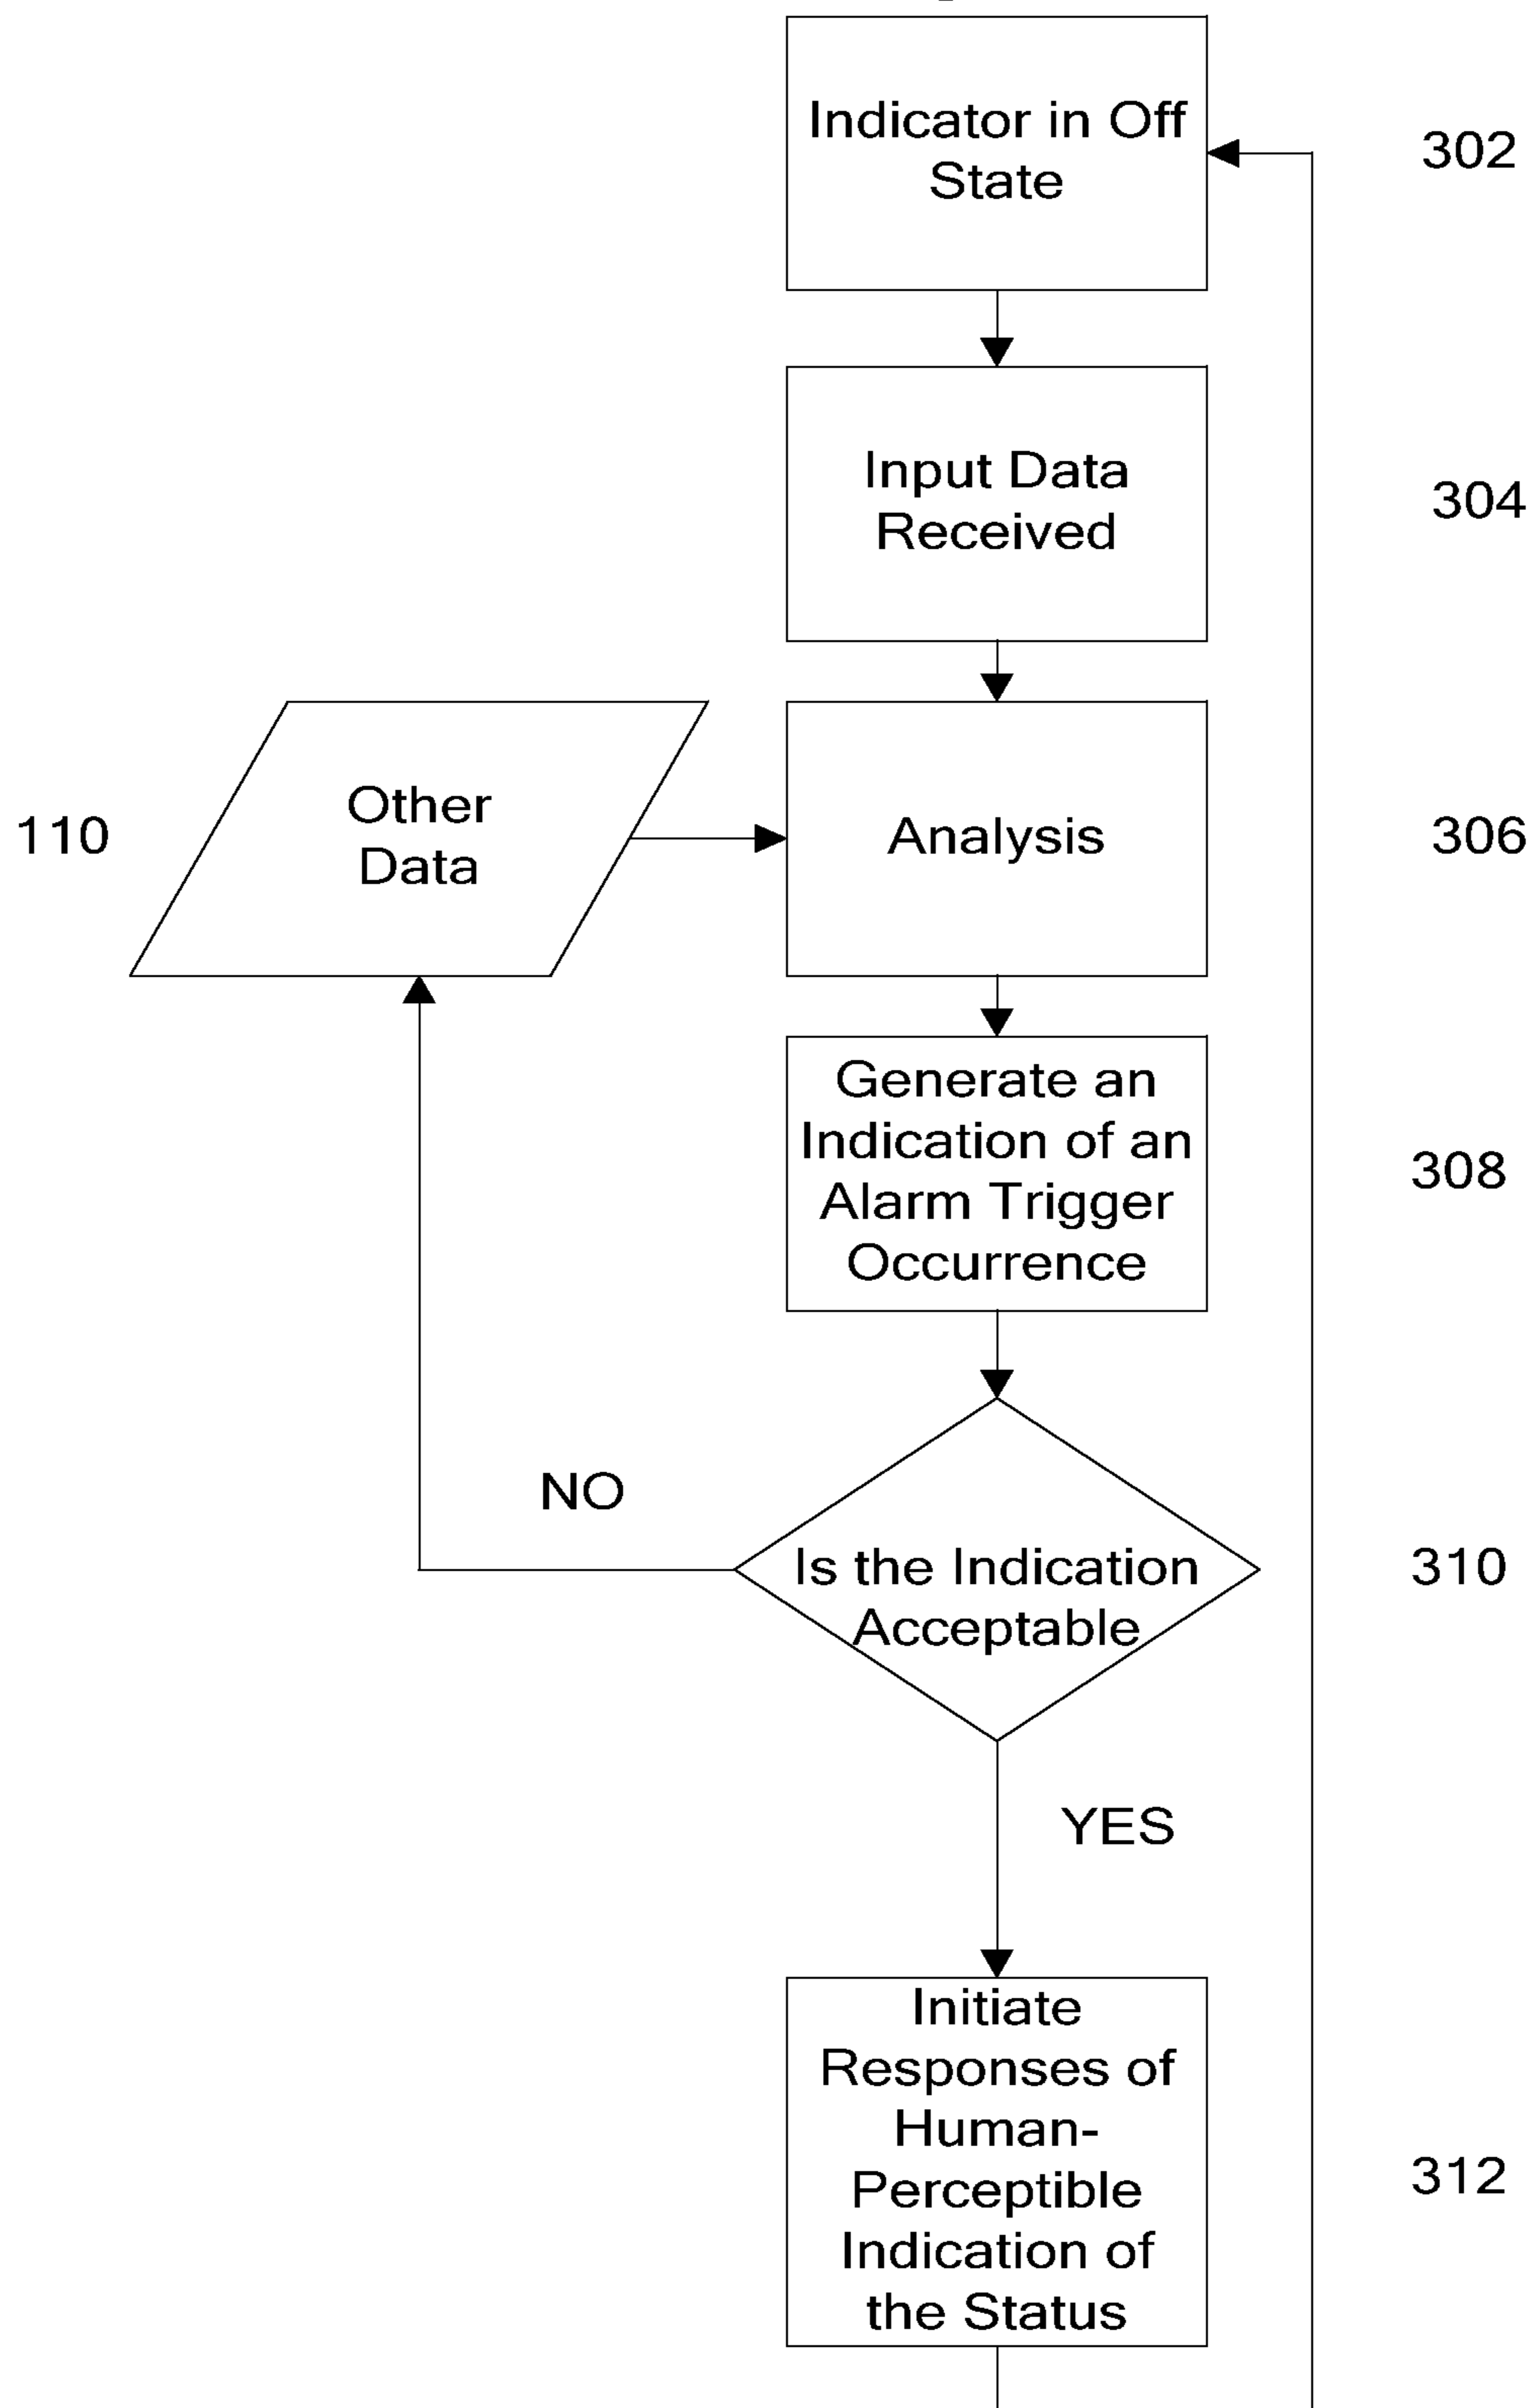 Indicator in Off
State
302
Input Data
Received
304
110
Other
Data
Analysis
306
Generate an
Indication of an
Alarm Trigger
Occurrence
308
NO
Is the Indication
Acceptable
310
YES
Initiate
Responses of
Human-
Perceptible
Indication of
the Status
312